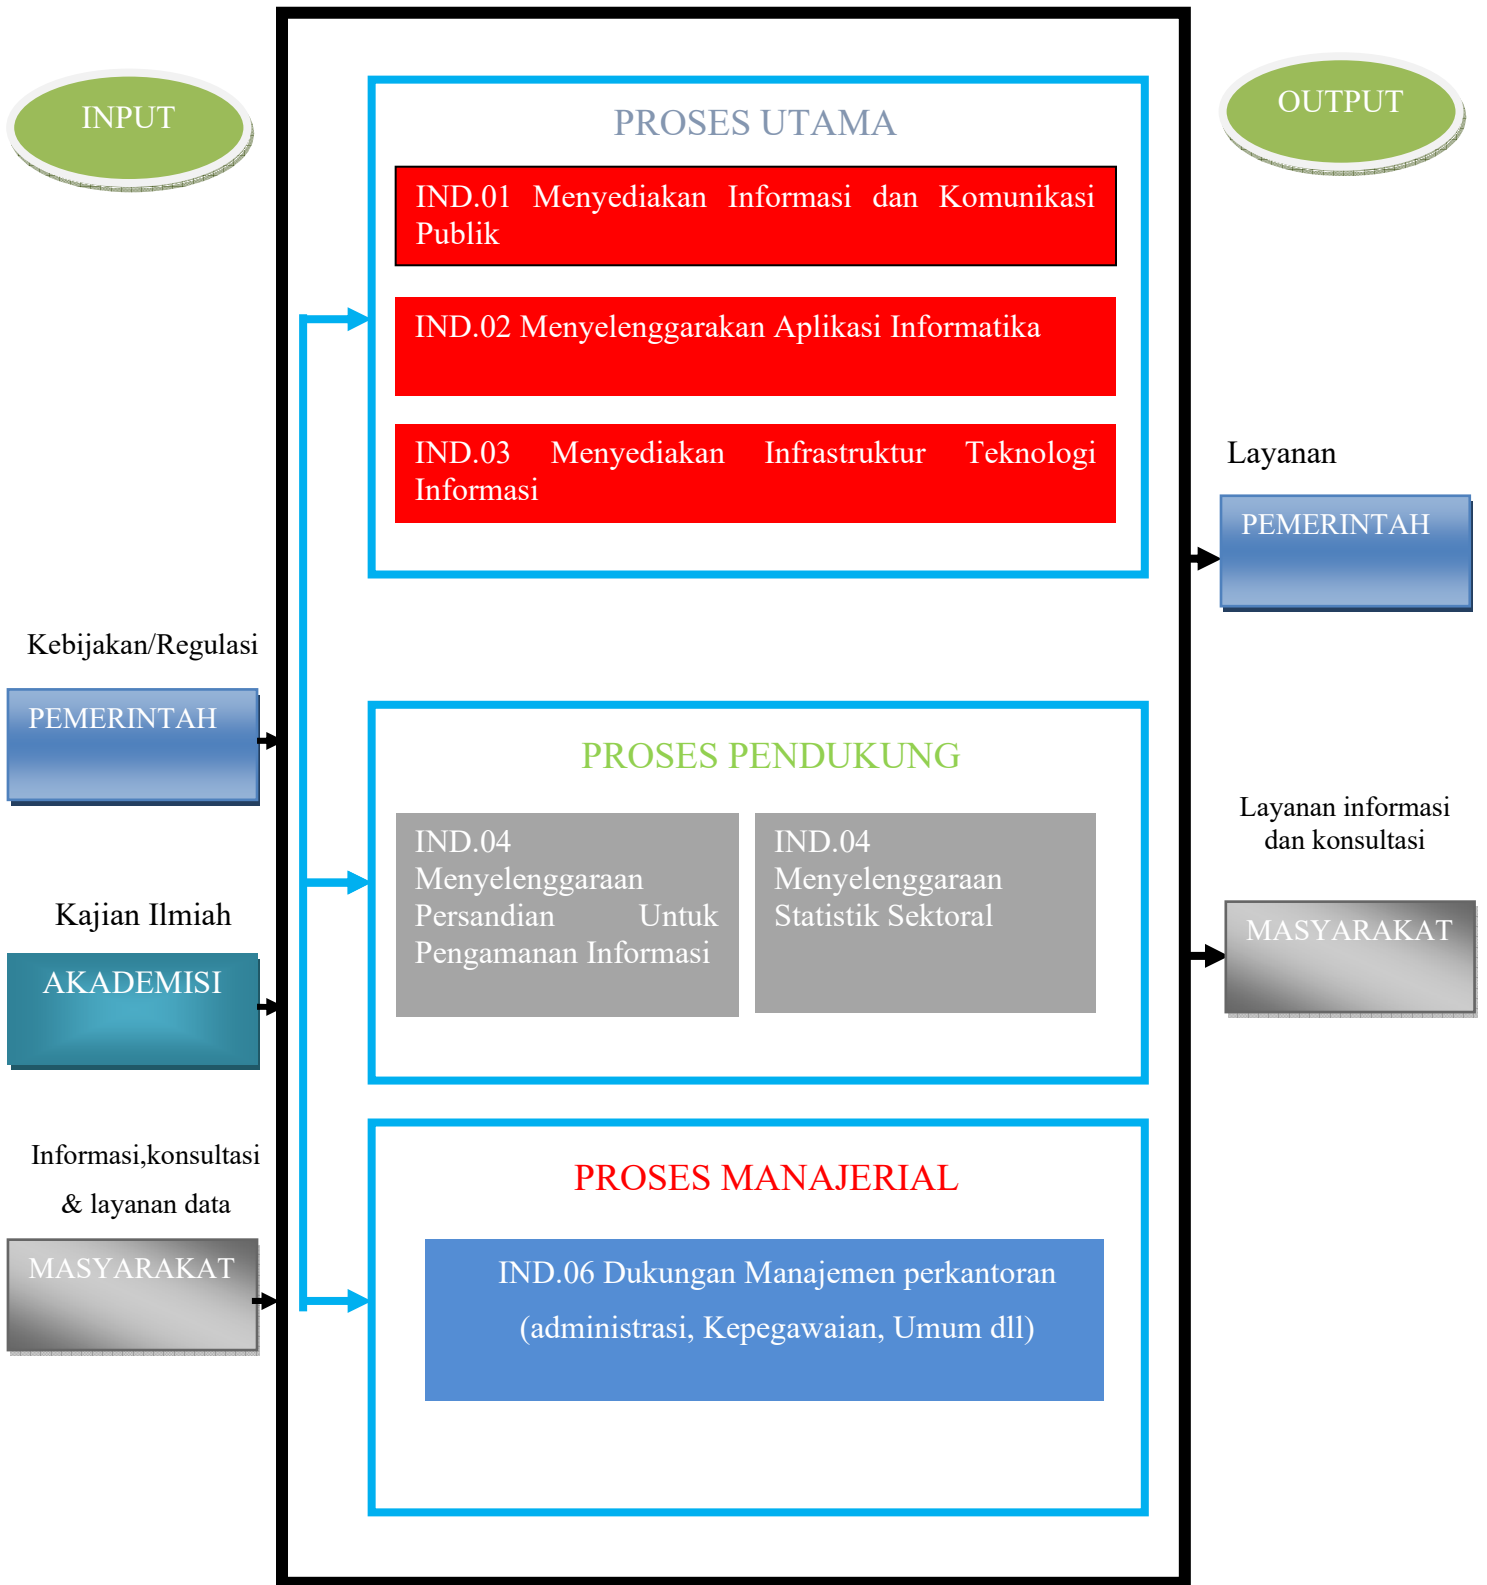 INPUT
OUTPUT
PROSES UTAMA
IND.01 Menyediakan Informasi dan Komunikasi
Publik
IND.02 Menyelenggarakan Aplikasi Informatika
IND.03 Menyediakan Infrastruktur Teknologi
Informasi
Layanan
PEMERINTAH
Kebijakan/Regulasi
PEMERINTAH
PROSES PENDUKUNG
IND.04
Menyelenggaraan
Persandian Untuk
Pengamanan Informasi
IND.04
Menyelenggaraan
Statistik Sektoral
Layanan informasi
dan konsultasi
MASYARAKAT
Kajian Ilmiah
AKADEMISI
Informasi,konsultasi
& layanan data
MASYARAKAT
PROSES MANAJERIAL
IND.06 Dukungan Manajemen perkantoran
(administrasi, Kepegawaian, Umum dll)